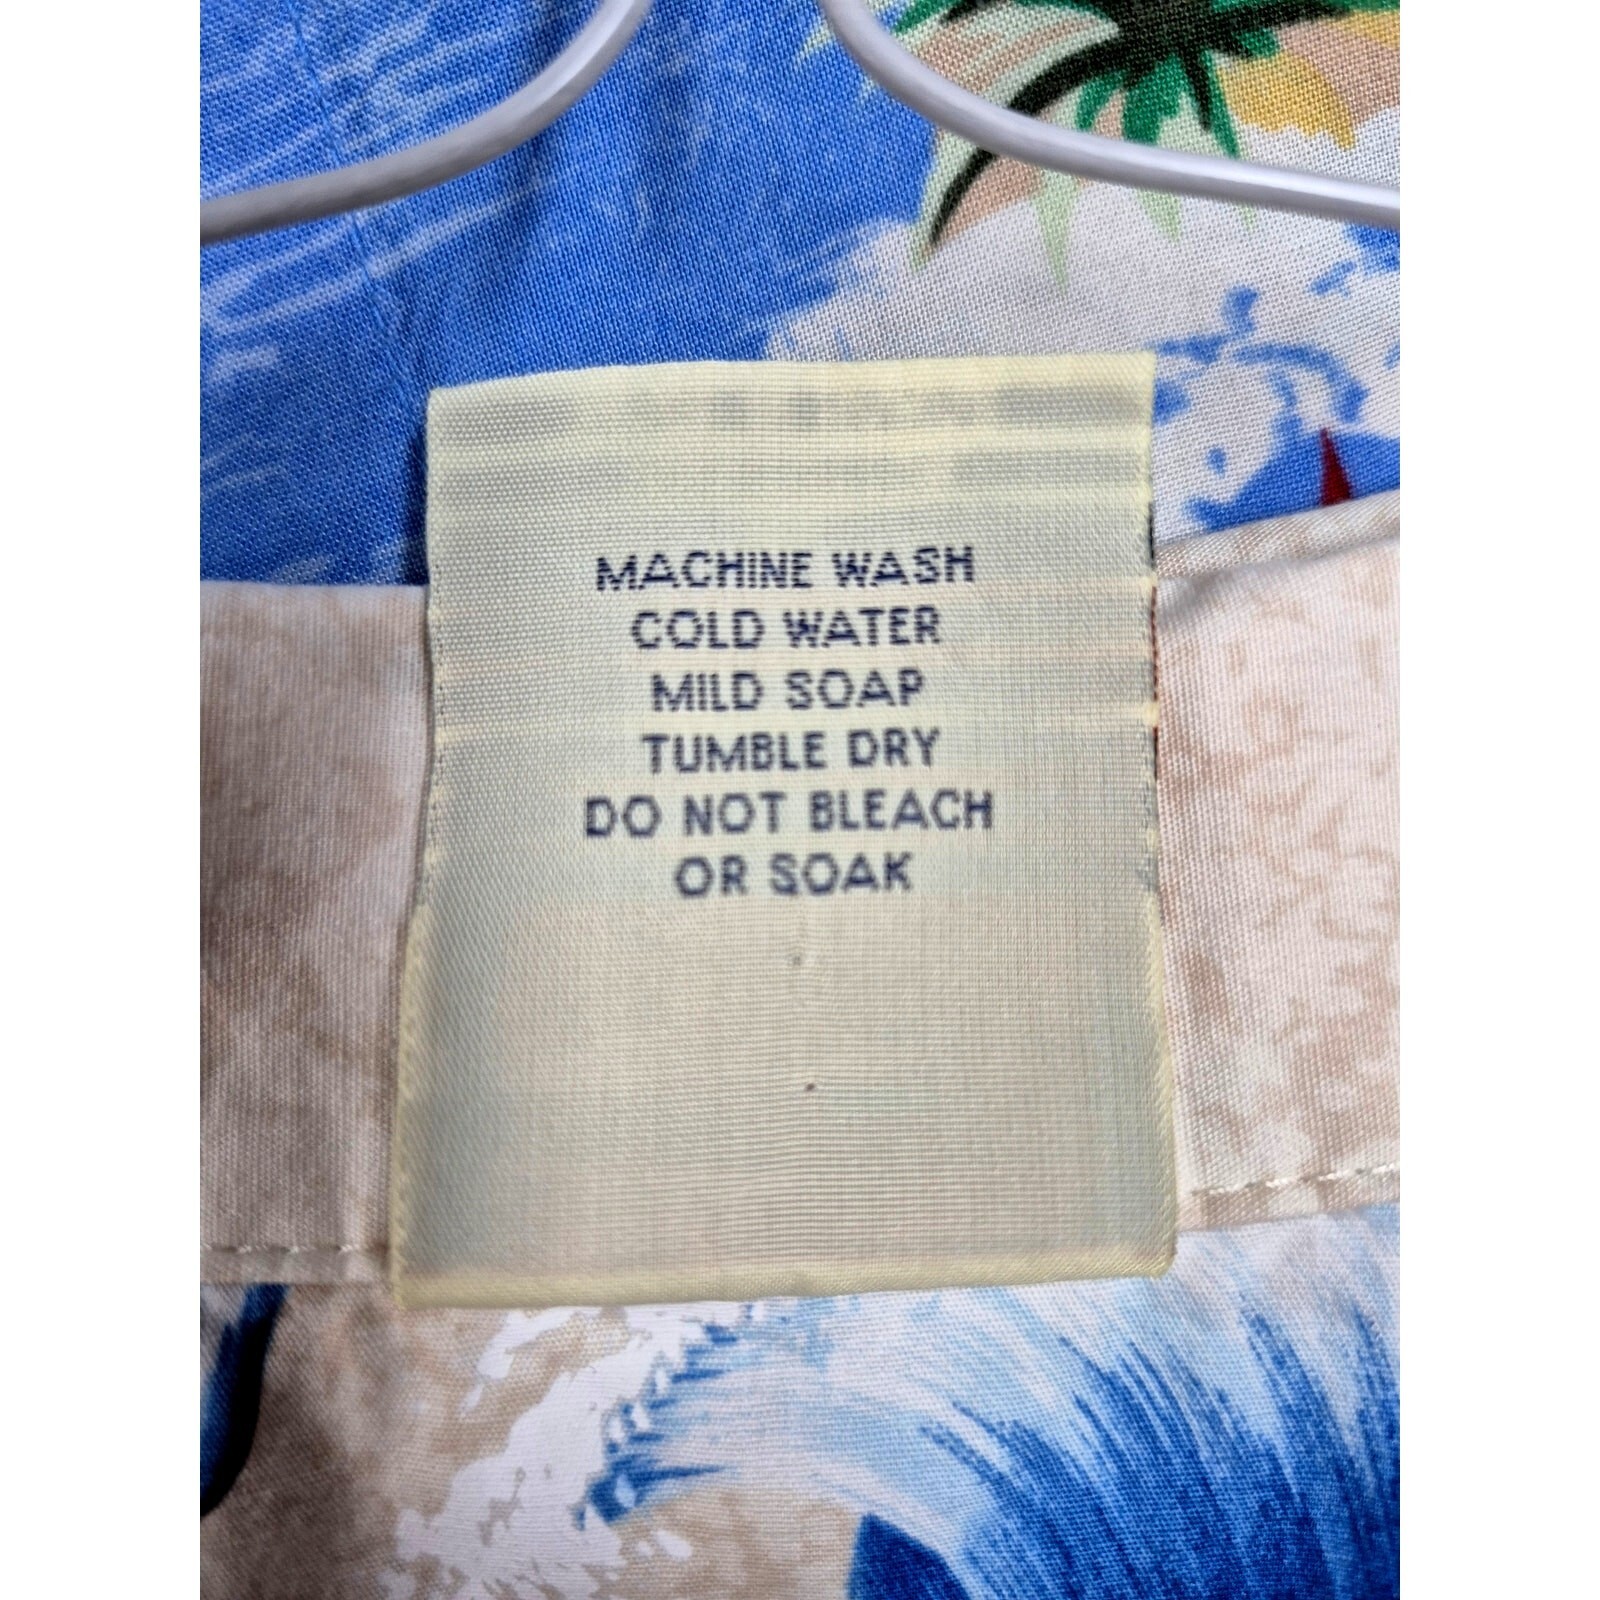 MACHINE WASH
COLD WATER
MILD SOAP
TUMBLE DRY
DO NOT BLEACH
OR SOAK